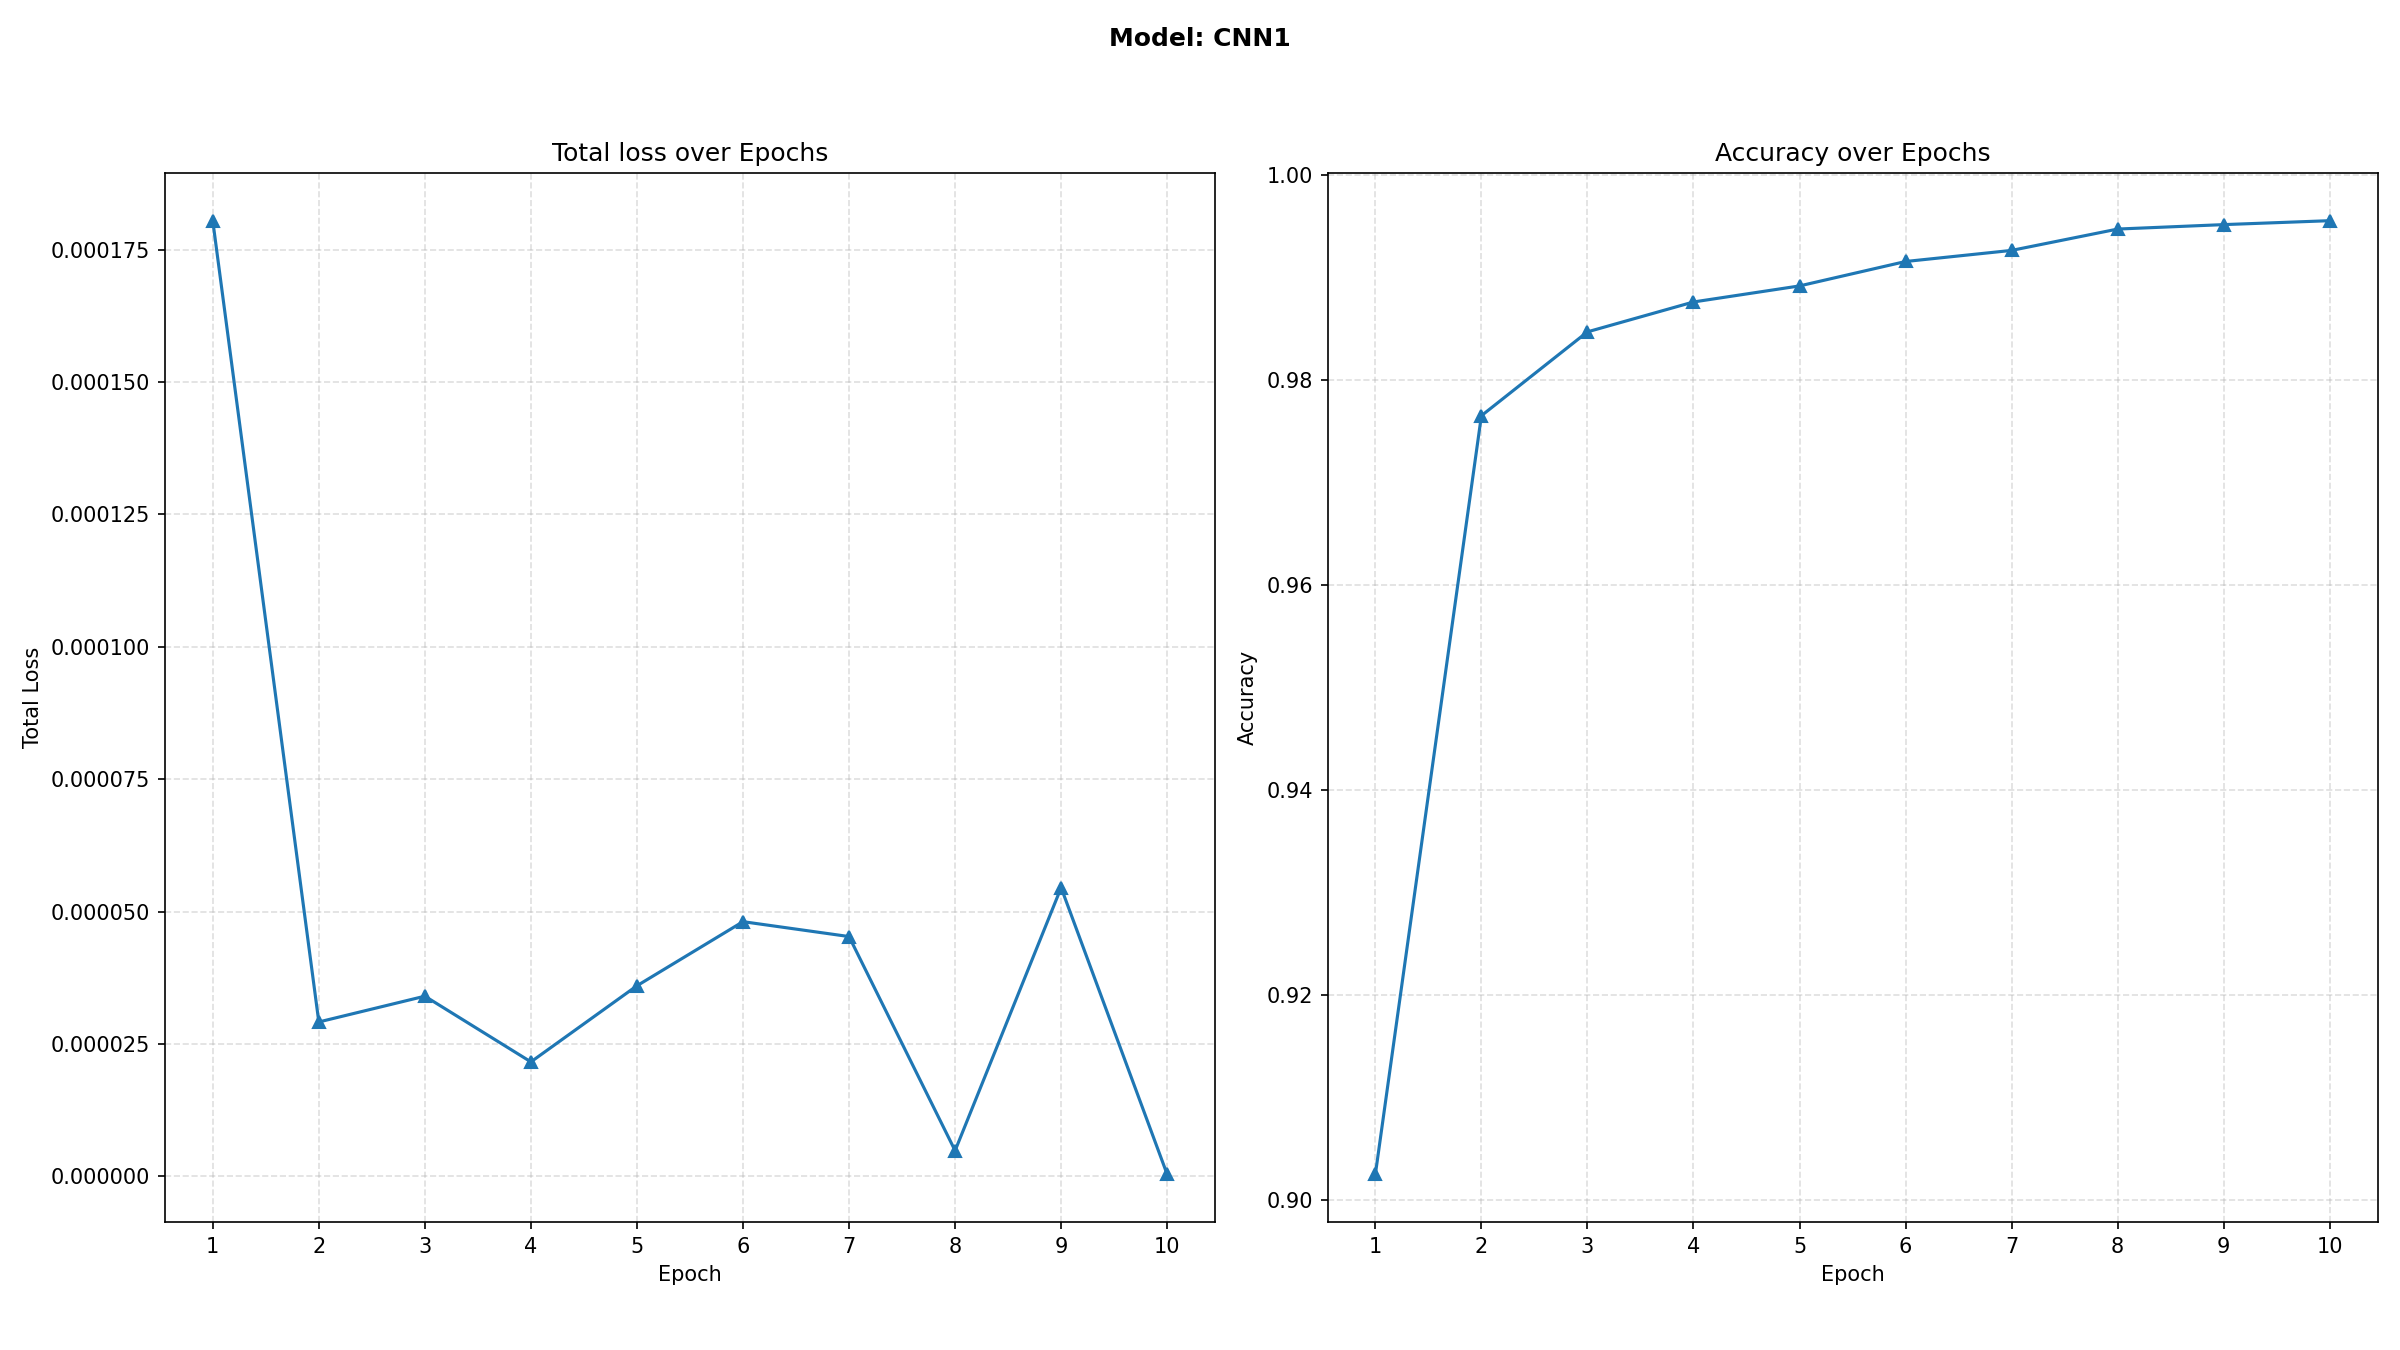 Model: CNN1
Total loss over Epochs
0.000175
0.000150
0.000125
0.000100
0.000075
0.000050
0.000025
0.000000
Total Loss
1 2 3 4 5 6 7 8 9 10
Epoch
Accuracy over Epochs
1.00
0.98
0.96
0.94
0.92
0.90
Accuracy
1 2 3 4 5 6 7 8 9 10
Epoch